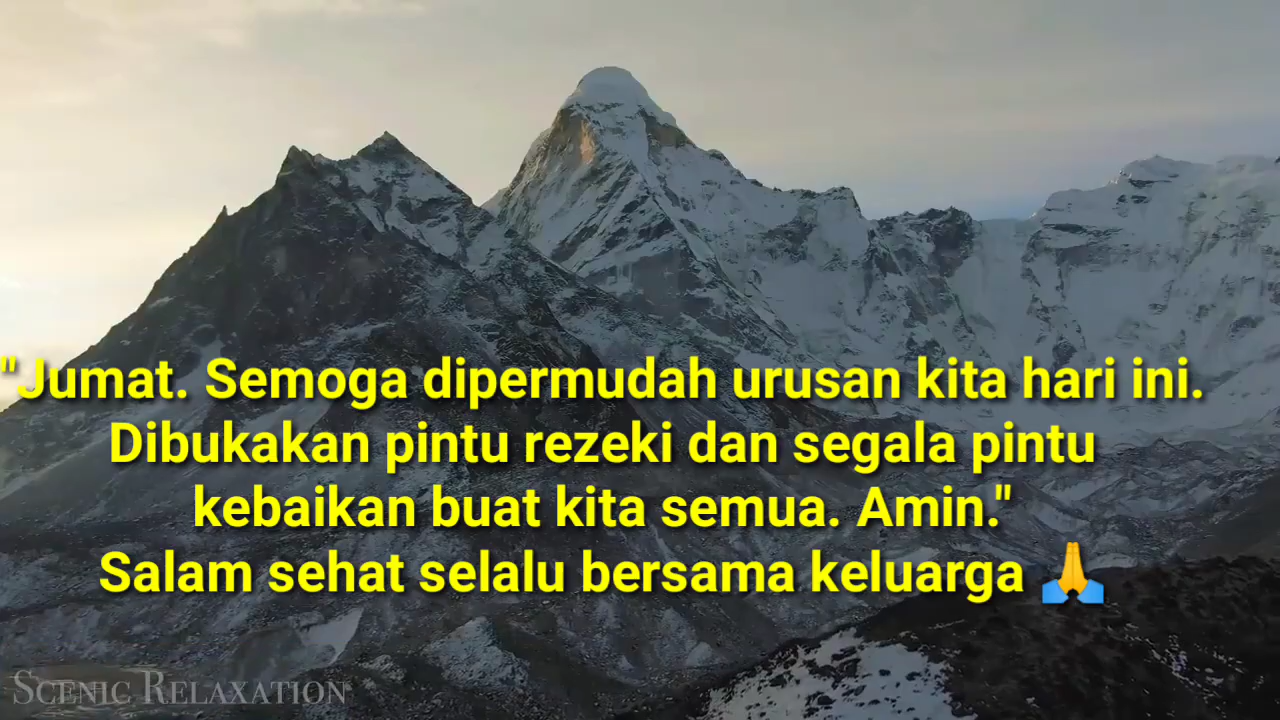 "Jumat. Semoga dipermudah urusan kita hari ini.
Dibukakan pintu rezeki dan segala pintu
kebaikan buat kita semua. Amin."
Salam sehat selalu bersama keluarga 🙏
Scenic Relaxation